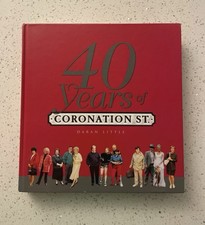 40
Years of
CORONATION ST.
DARAN LITTLE